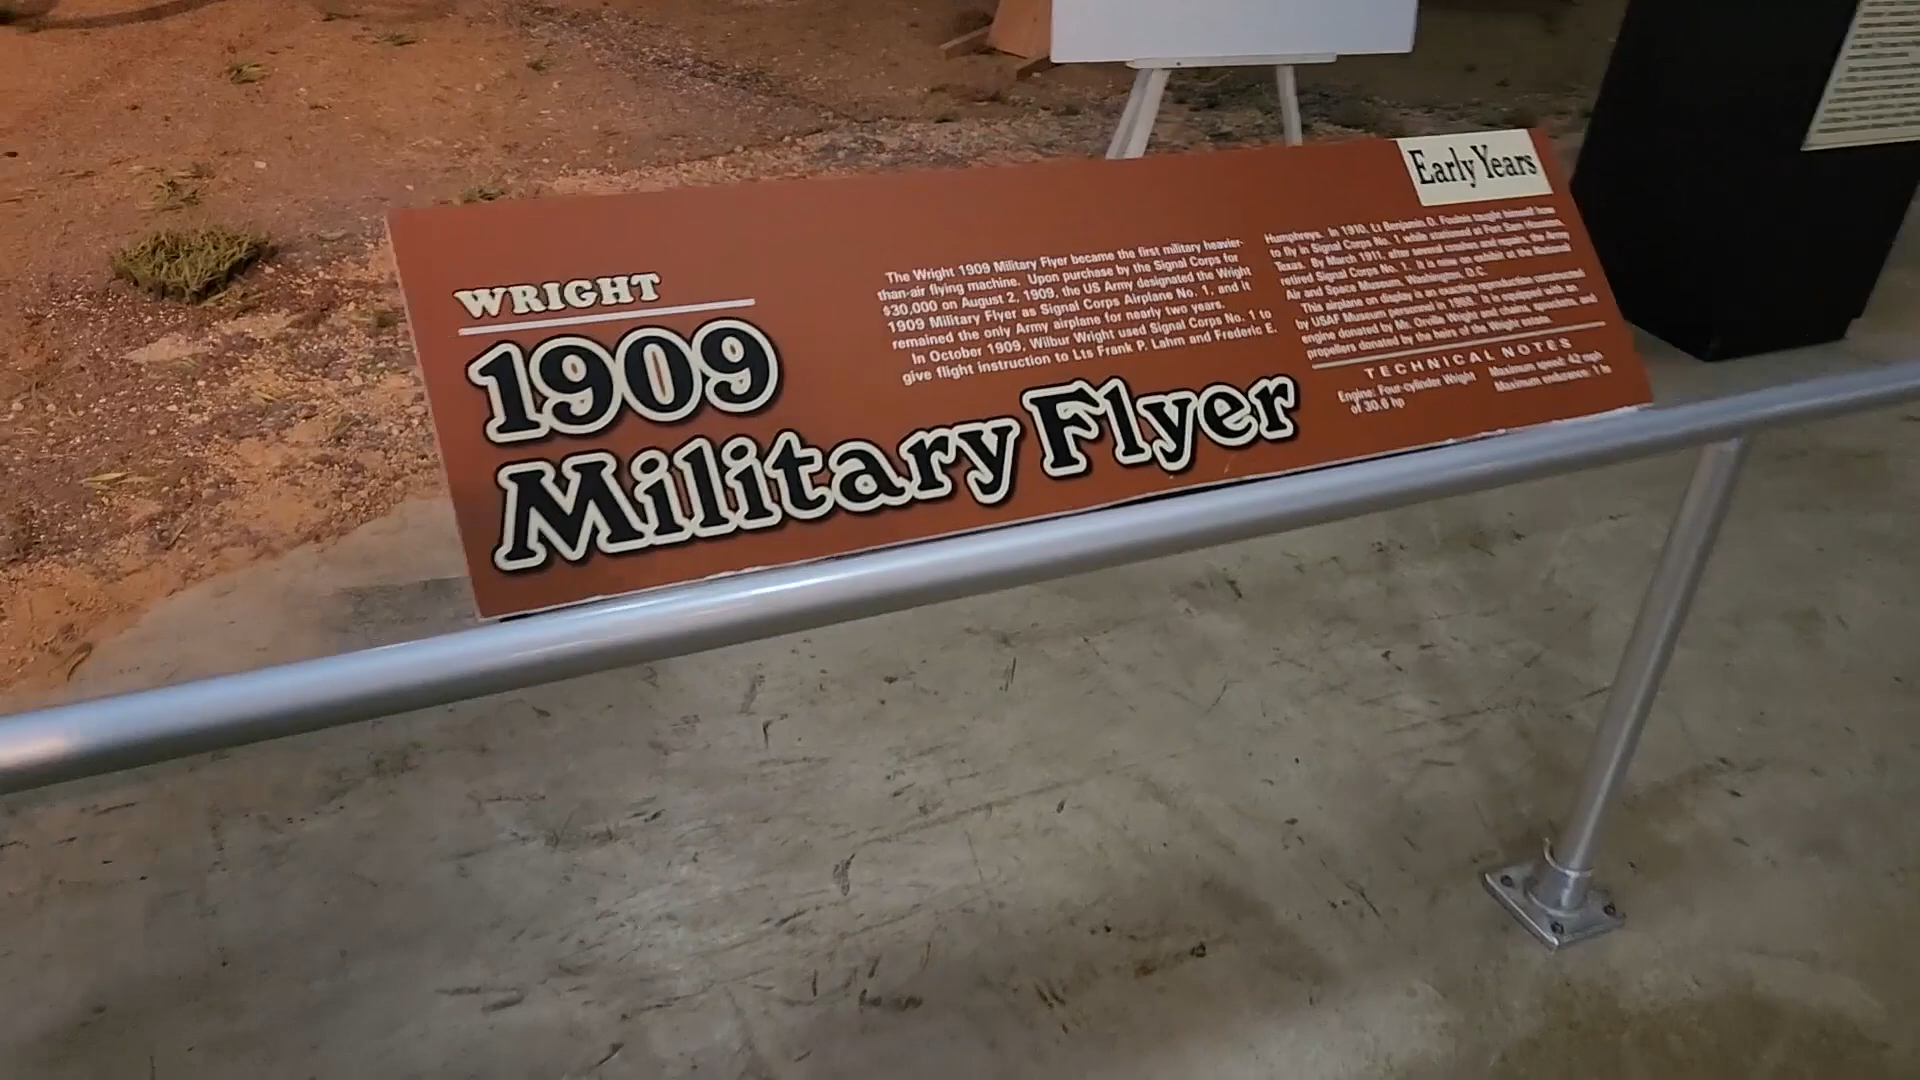 Early Years
WRIGHT
1909
Military Flyer
The Wright 1909 Military Flyer became the first military heavier-
than-air flying machine. Upon purchase by the Signal Corps for
$30,000 on August 2, 1909, the US Army designated the Wright
1909 Military Flyer as Signal Corps Airplane No. 1, and it
remained the only Army airplane for nearly two years.
In October 1909, Wilbur Wright used Signal Corps No. 1 to
give flight instruction to Lts Frank P. Lahm and Frederic E.
Humphreys. In 1910, Lt Benjamin D. Foulois taught himself how
to fly in Signal Corps No. 1 while stationed at Fort Sam Houston,
Texas. By March 1911, after several crashes and repairs, the Army
retired Signal Corps No. 1. It is now on exhibit at the National
Air and Space Museum, Washington, D.C.
This airplane on display is an exacting reproduction constructed
by USAF Museum personnel in 1955. It is equipped with an
engine donated by Mr. Orville Wright and chains, sprockets, and
propellers donated by the heirs of the Wright estate.
TECHNICAL NOTES
Engine: Four-cylinder Wright
of 30.6 hp
Maximum speed: 42 mph
Maximum endurance: 1 hr